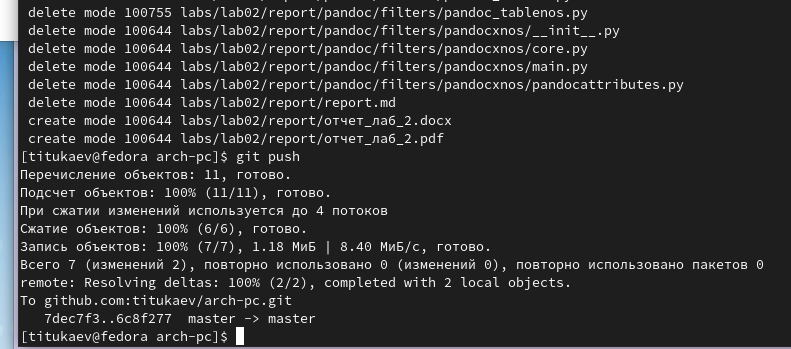 delete mode 100755 labs/lab02/report/pandoc/filters/pandoc_tablenos.py
delete mode 100644 labs/lab02/report/pandoc/filters/pandocxnos/__init__.py
delete mode 100644 labs/lab02/report/pandoc/filters/pandocxnos/core.py
delete mode 100644 labs/lab02/report/pandoc/filters/pandocxnos/main.py
delete mode 100644 labs/lab02/report/pandoc/filters/pandocxnos/pandocattributes.py
delete mode 100644 labs/lab02/report/report.md
create mode 100644 labs/lab02/report/отчет_ла6_2.docx
create mode 100644 labs/lab02/report/отчет_ла6_2.pdf
[titukaev@fedora arch-pc]$ git push
Перечисление объектов: 11, готово.
Подсчет объектов: 100% (11/11), готово.
При сжатии изменений используется до 4 потоков
Сжатие объектов: 100% (6/6), готово.
Запись объектов: 100% (7/7), 1.18 МиБ | 8.40 МиБ/с, готово.
Всего 7 (изменений 2), повторно использовано 0 (изменений 0), повторно использовано пакетов 0
remote: Resolving deltas: 100% (2/2), completed with 2 local objects.
To github.com:titukaev/arch-pc.git
7dec7f3..6c8f277  master -> master
[titukaev@fedora arch-pc]$